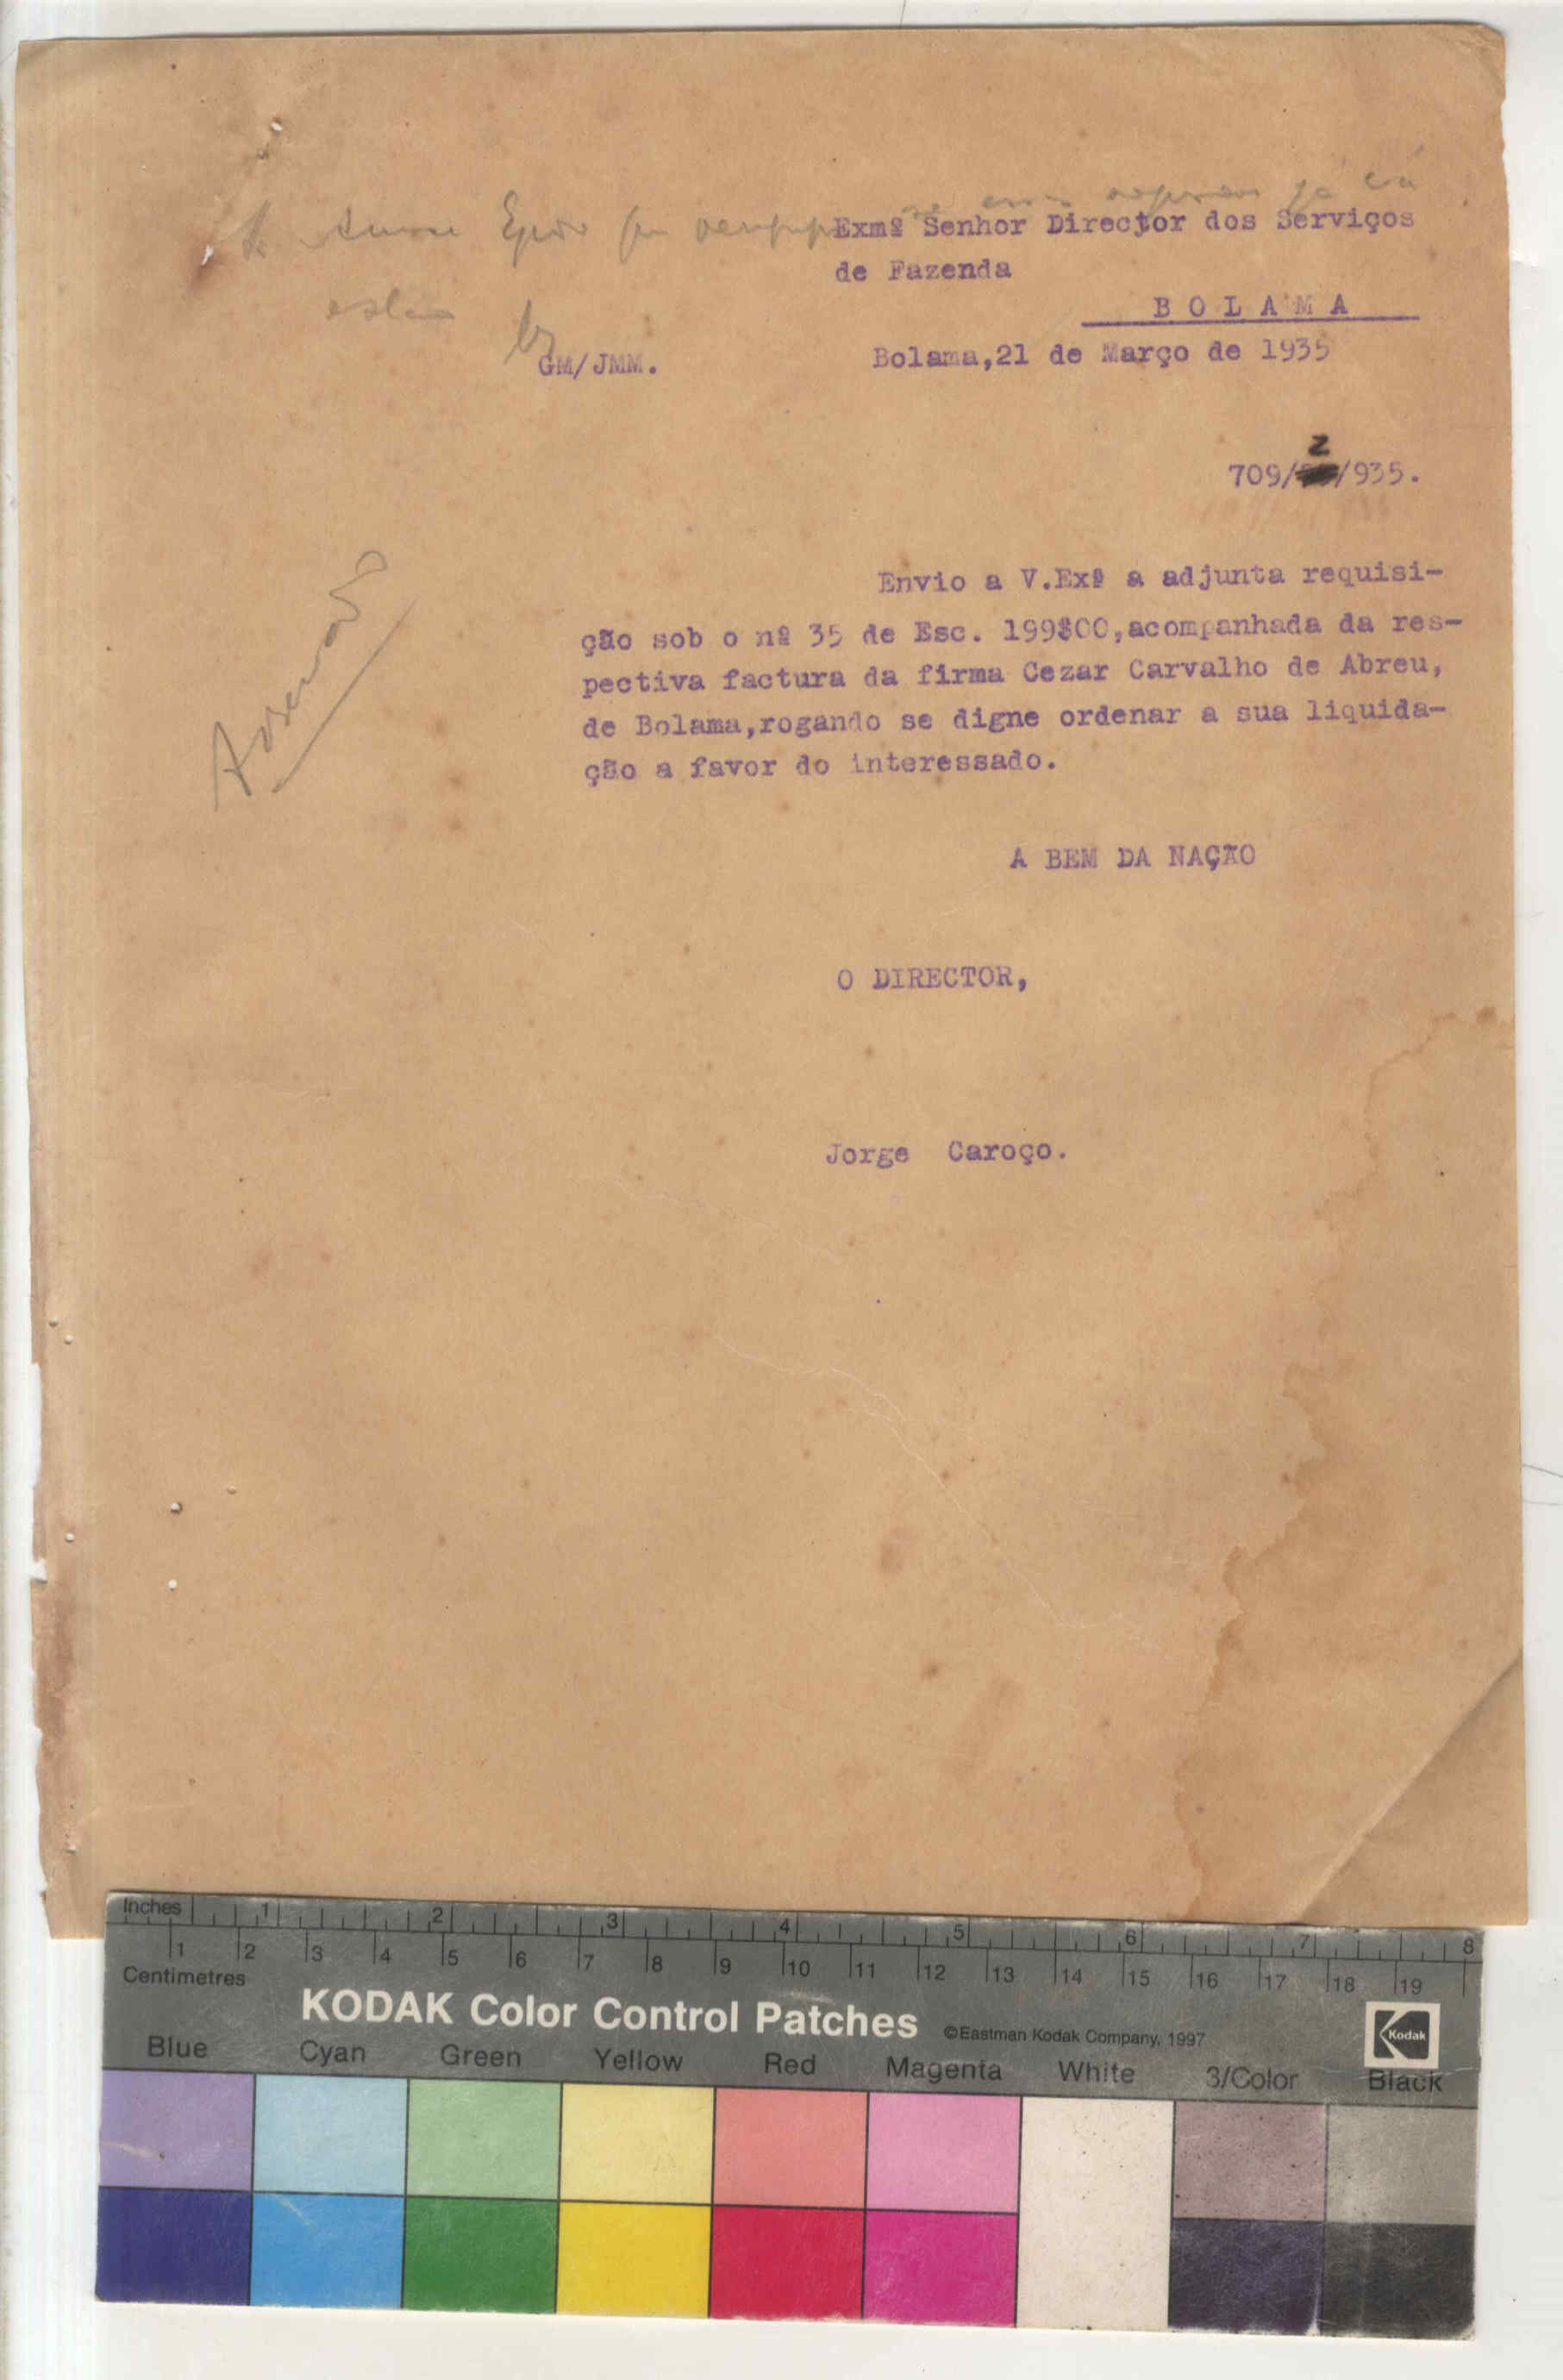 Exmº Senhor Director dos Serviços
de Fazenda
B O L A M A
GM/JMM.
Bolama,21 de Março de 1935
2
709/ /935.
Envio a V.Exª a adjunta requisi-
ção sob o nº 35 de Esc. 199$00,acompanhada da res-
pectiva factura da firma Cezar Carvalho de Abreu,
de Bolama,rogando se digne ordenar a sua liquida-
ção a favor do interessado.
A BEM DA NAÇÃO
O DIRECTOR,
Jorge Caroço.
Inches 1 2 3 4 5 6 7 8
1 2 3 4 5 6 7 8 9 10 11 12 13 14 15 16 17 18 19
Centimetres
KODAK Color Control Patches ©Eastman Kodak Company, 1997 Kodak
Blue Cyan Green Yellow Red Magenta White 3/Color Black